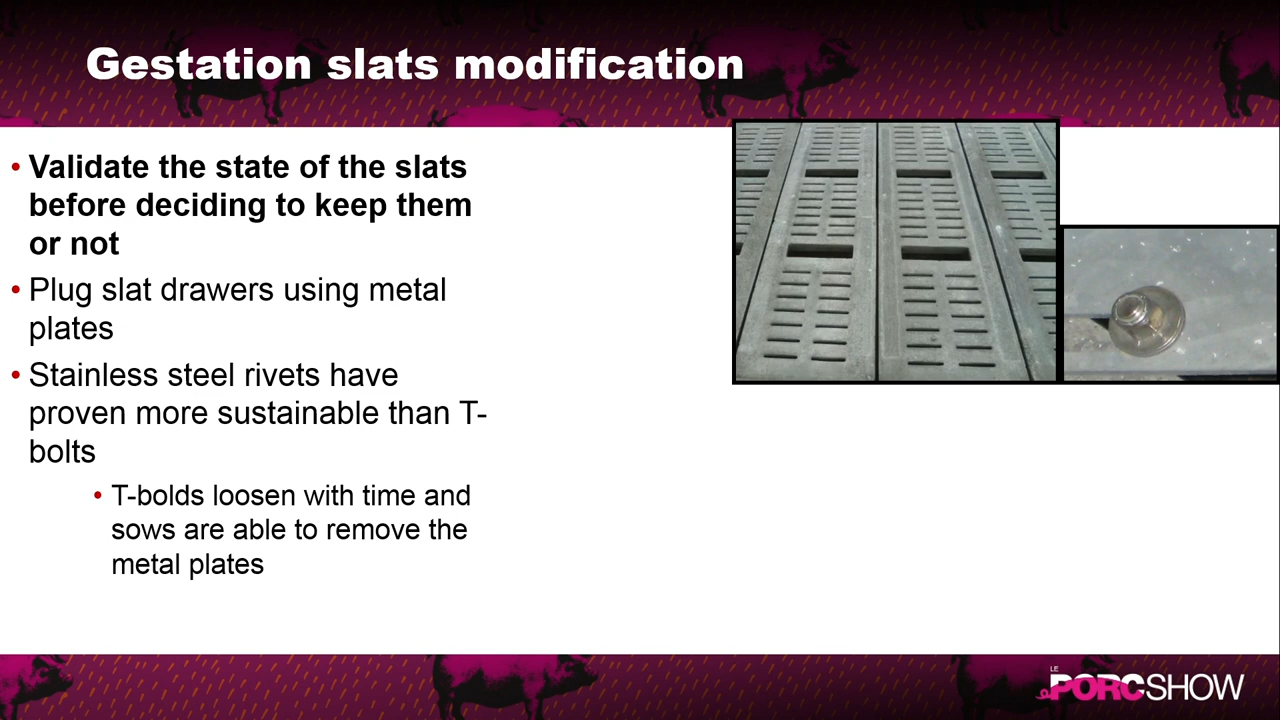 Gestation slats modification
• Validate the state of the slats
before deciding to keep them
or not
• Plug slat drawers using metal
plates
• Stainless steel rivets have
proven more sustainable than T-
bolts
• T-bolds loosen with time and
sows are able to remove the
metal plates
LE
PORCSHOW